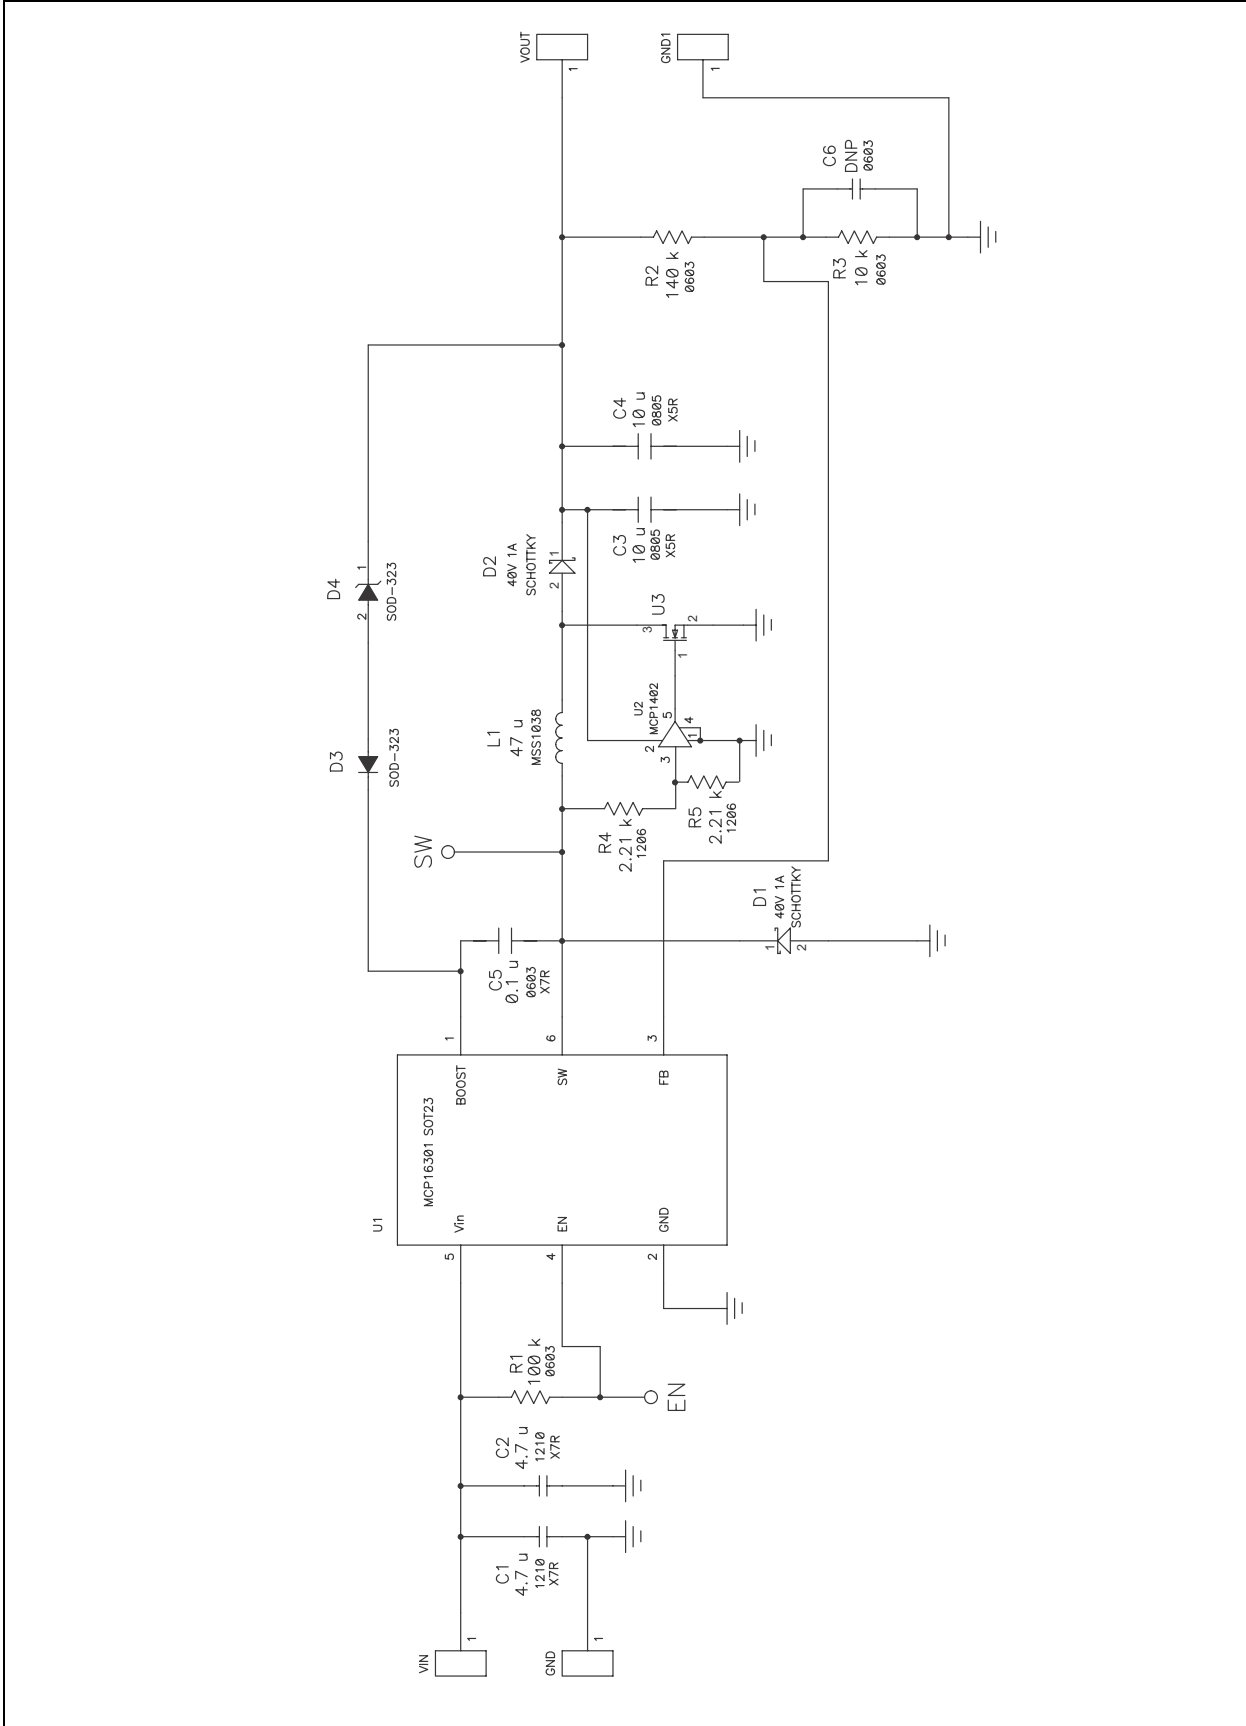 VIN
1
GND
1
C1
4.7 u
1210
X7R
C2
4.7 u
1210
X7R
R1
100 k
0603
EN
U1
MCP16301 SOT23
5
Vin
4
EN
2
GND
BOOST
1
SW
6
FB
3
C5
0.1 u
0603
X7R
SW
D1
40V 1A
SCHOTTKY
1
2
D3
SOD-323
D4
SOD-323
2
1
R4
2.21 k
1206
R5
2.21 k
1206
L1
47 u
MSS1038
U2
MCP1402
2
3
5
4
1
U3
3
1
2
D2
40V 1A
SCHOTTKY
2
1
C3
10 u
0805
X5R
C4
10 u
0805
X5R
R2
140 k
0603
R3
10 k
0603
C6
DNP
0603
VOUT
1
GND1
1